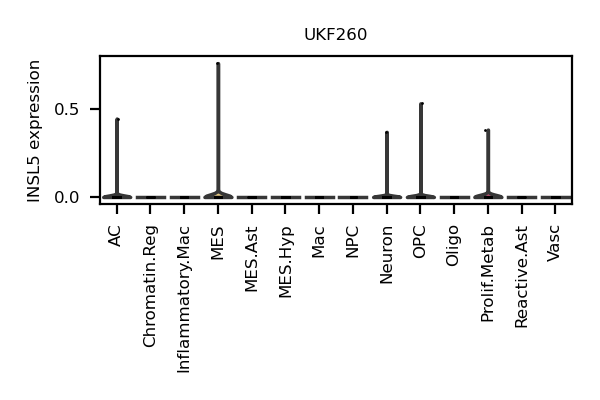 UKF260
INSL5 expression
0.5
0.0
AC
Chromatin.Reg
Inflammatory.Mac
MES
MES.Ast
MES.Hyp
Mac
NPC
Neuron
OPC
Oligo
Prolif.Metab
Reactive.Ast
Vasc